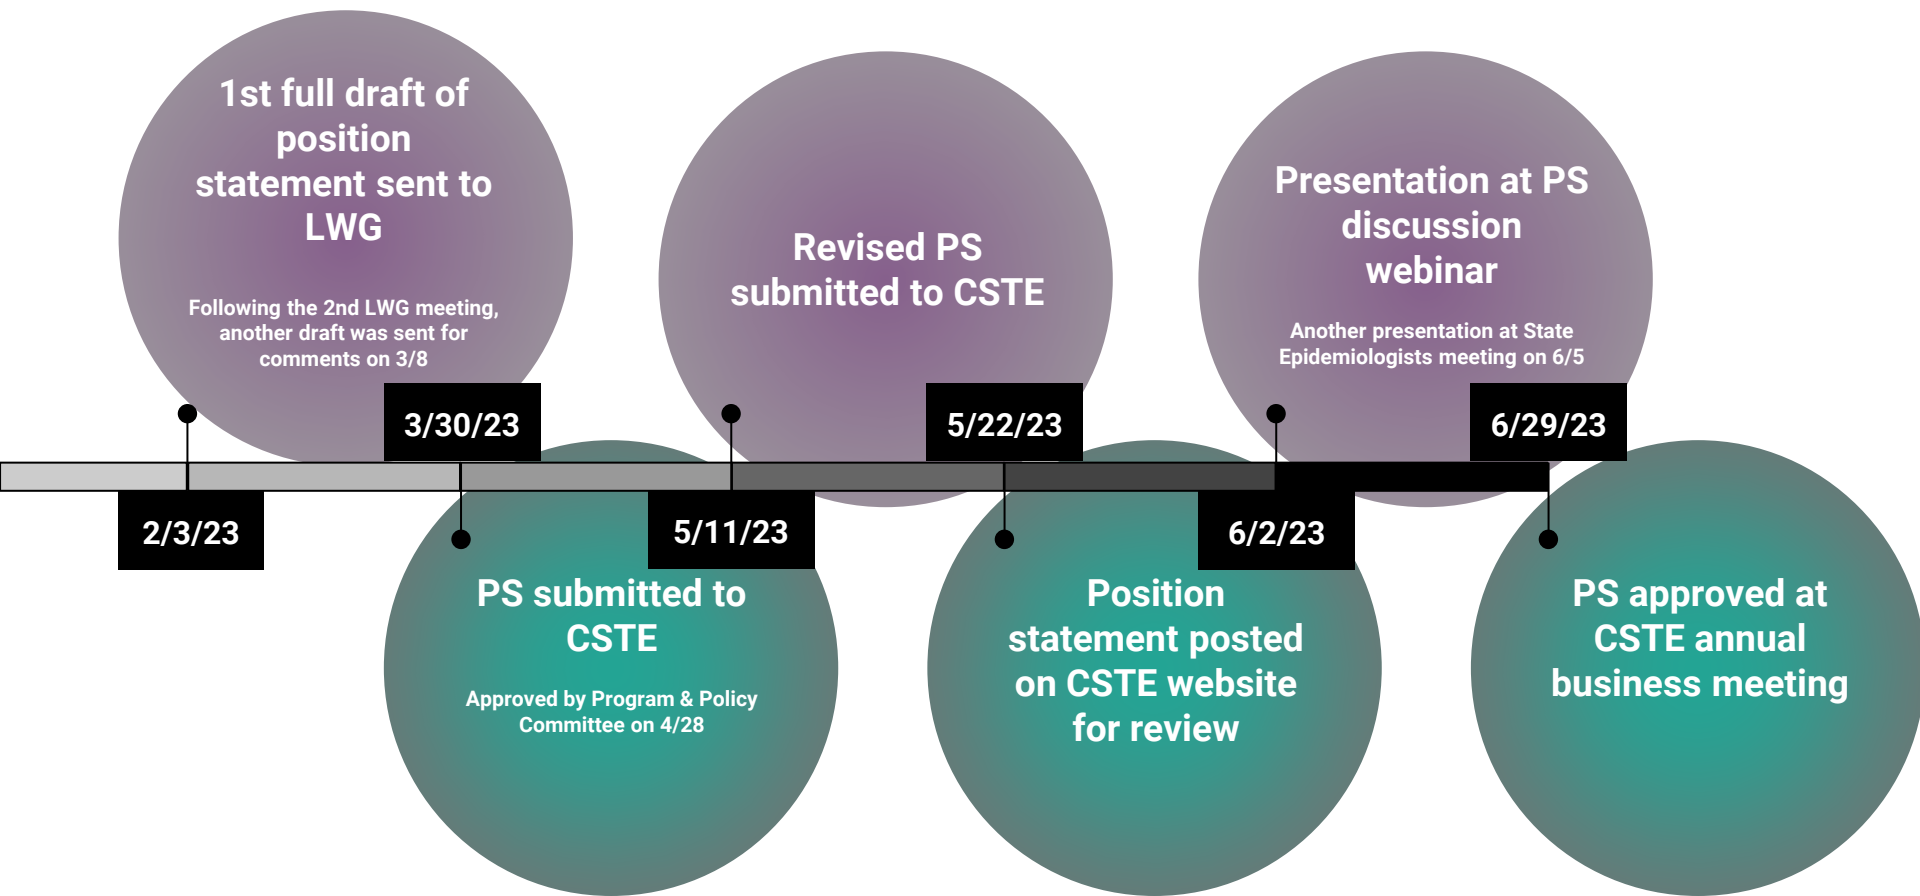 1st full draft of
position
statement sent to
LWG
Following the 2nd LWG meeting,
another draft was sent for
comments on 3/8
2/3/23
3/30/23
PS submitted to
CSTE
Approved by Program & Policy
Committee on 4/28
Revised PS
submitted to CSTE
5/11/23
5/22/23
Position
statement posted
on CSTE website
for review
Presentation at PS
discussion
webinar
Another presentation at State
Epidemiologists meeting on 6/5
6/2/23
6/29/23
PS approved at
CSTE annual
business meeting